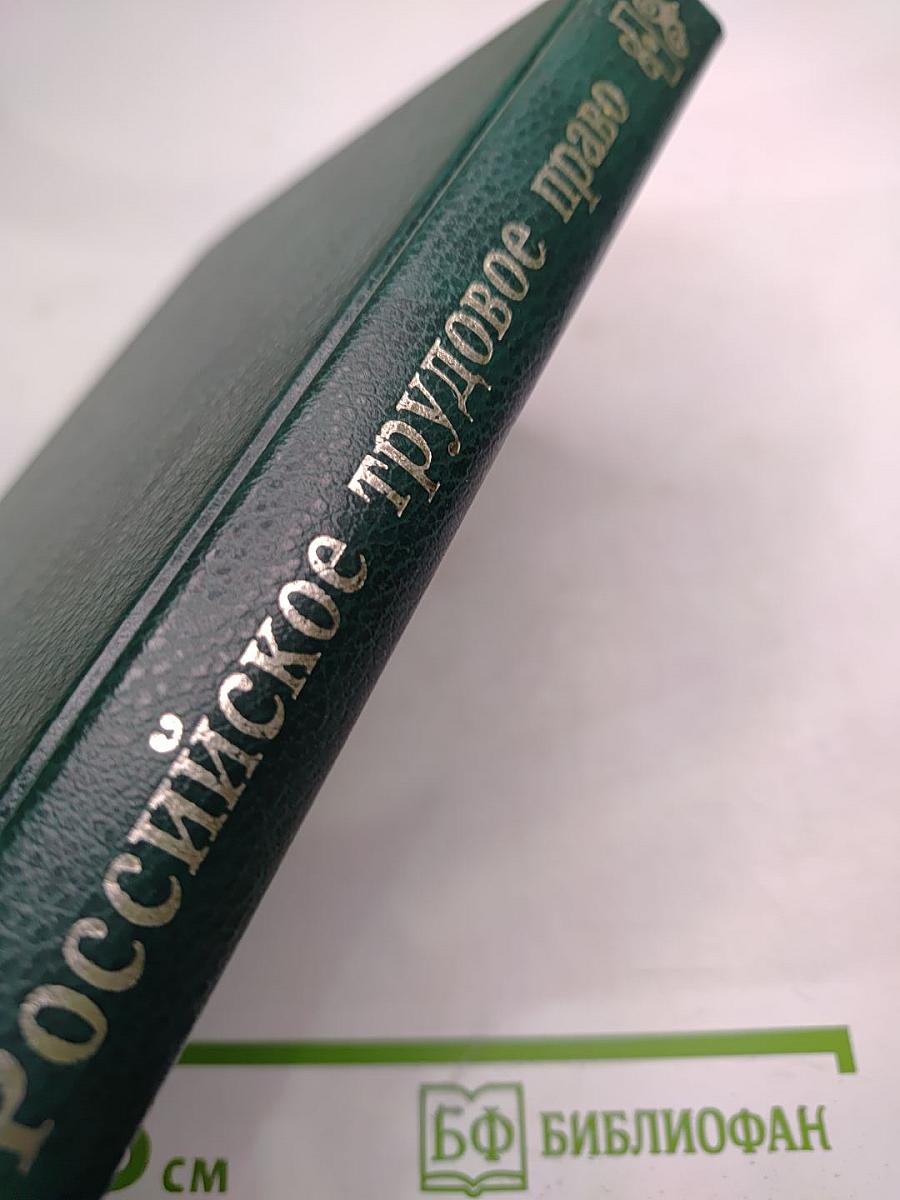 Российское трудовое право
см
БФ БИБЛИОФАН